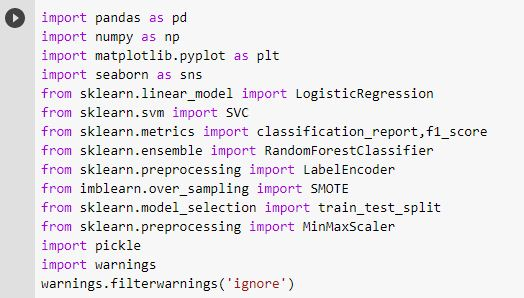 import pandas as pd
import numpy as np
import matplotlib.pyplot as plt
import seaborn as sns
from sklearn.linear_model import LogisticRegression
from sklearn.svm import SVC
from sklearn.metrics import classification_report,f1_score
from sklearn.ensemble import RandomForestClassifier
from sklearn.preprocessing import LabelEncoder
from imblearn.over_sampling import SMOTE
from sklearn.model_selection import train_test_split
from sklearn.preprocessing import MinMaxScaler
import pickle
import warnings
warnings.filterwarnings('ignore')